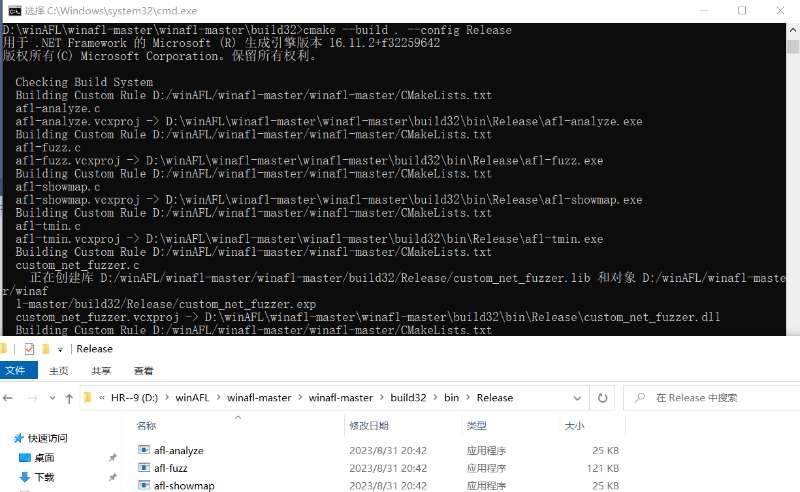 选择 C:\Windows\system32\cmd.exe
D:\winAFL\winafl-master\winafl-master\build32>cmake --build . --config Release
用于 .NET Framework 的 Microsoft (R) 生成引擎版本 16.11.2+f32259642
版权所有(C) Microsoft Corporation。保留所有权利。
Checking Build System
Building Custom Rule D:/winAFL/winafl-master/winafl-master/CMakeLists.txt
afl-analyze.c
afl-analyze.vcxproj -> D:\winAFL\winafl-master\winafl-master\build32\bin\Release\afl-analyze.exe
Building Custom Rule D:/winAFL/winafl-master/winafl-master/CMakeLists.txt
afl-fuzz.c
afl-fuzz.vcxproj -> D:\winAFL\winafl-master\winafl-master\build32\bin\Release\afl-fuzz.exe
Building Custom Rule D:/winAFL/winafl-master/winafl-master/CMakeLists.txt
afl-showmap.c
afl-showmap.vcxproj -> D:\winAFL\winafl-master\winafl-master\build32\bin\Release\afl-showmap.exe
Building Custom Rule D:/winAFL/winafl-master/winafl-master/CMakeLists.txt
afl-tmin.c
afl-tmin.vcxproj -> D:\winAFL\winafl-master\winafl-master\build32\bin\Release\afl-tmin.exe
Building Custom Rule D:/winAFL/winafl-master/winafl-master/CMakeLists.txt
custom_net_fuzzer.c
正在创建库 D:/winAFL/winafl-master/winafl-master/build32/Release/custom_net_fuzzer.lib 和对象 D:/winAFL/winafl-maste
r/winaf
l-master/build32/Release/custom_net_fuzzer.exp
custom_net_fuzzer.vcxproj -> D:\winAFL\winafl-master\winafl-master\build32\bin\Release\custom_net_fuzzer.dll
Building Custom Rule D:/winAFL/winafl-master/winafl-master/CMakeLists.txt
Release
文件 主页 共享 查看
« HR--9 (D:) › winAFL › winafl-master › winafl-master › build32 › bin › Release 在 Release 中搜索
名称 修改日期 类型 大小
快速访问
桌面
下载
afl-analyze 2023/8/31 20:42 应用程序 25 KB
afl-fuzz 2023/8/31 20:42 应用程序 121 KB
afl-showmap 2023/8/31 20:42 应用程序 25 KB